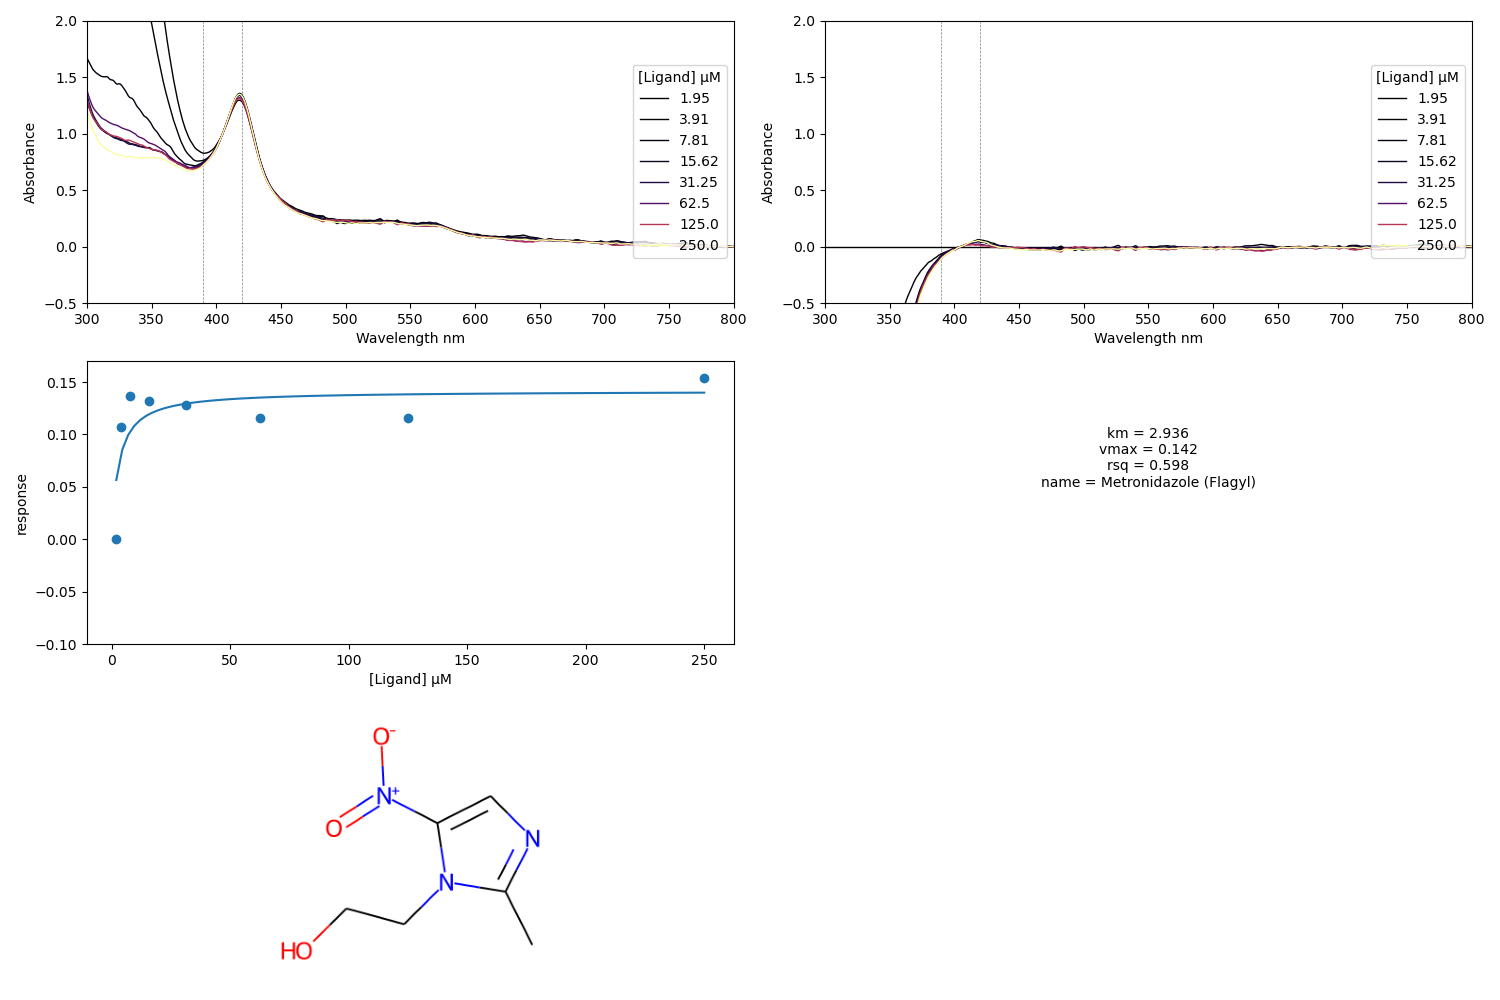 2.0
1.5
1.0
0.5
0.0
−0.5
Absorbance
300 350 400 450 500 550 600 650 700 750 800
Wavelength nm
[Ligand] μM
1.95
3.91
7.81
15.62
31.25
62.5
125.0
250.0
2.0
1.5
1.0
0.5
0.0
−0.5
Absorbance
300 350 400 450 500 550 600 650 700 750 800
Wavelength nm
[Ligand] μM
1.95
3.91
7.81
15.62
31.25
62.5
125.0
250.0
0.15
0.10
0.05
0.00
−0.05
−0.10
response
0 50 100 150 200 250
[Ligand] μM
km = 2.936
vmax = 0.142
rsq = 0.598
name = Metronidazole (Flagyl)
O⁻
N⁺
O
N
N
HO